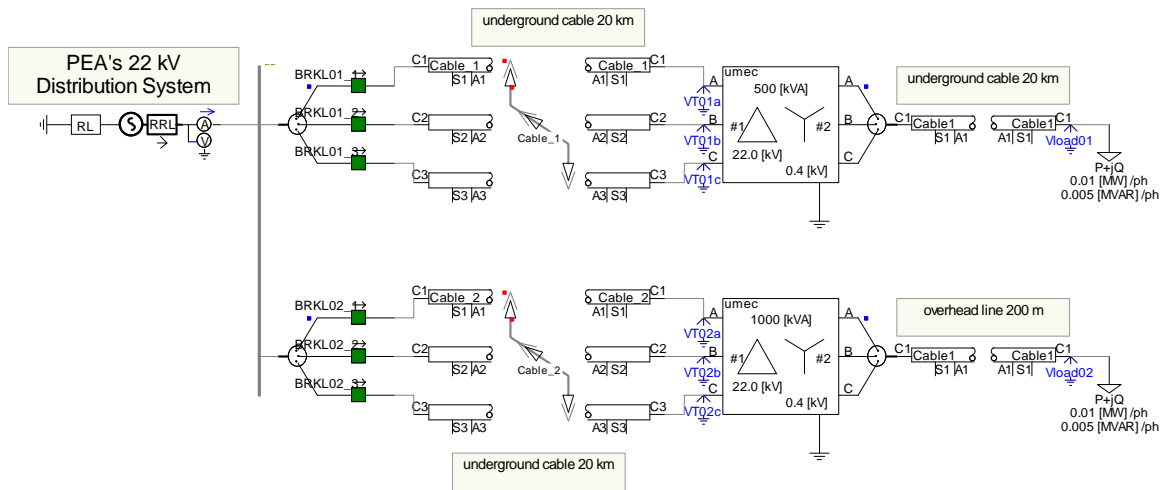 underground cable 20 km
PEA's 22 kV
Distribution System
RL
RRL
A
V
BRKL01_1
BRKL01_2
BRKL01_3
C1
Cable_1
S1 A1
C2
S2 A2
C3
S3 A3
Cable_1
Cable_1
C1
A1 S1
C2
A2 S2
C3
A3 S3
VT01a
VT01b
VT01c
umec
500 [kVA]
A
B
C
#1
#2
22.0 [kV]
0.4 [kV]
A
B
C
underground cable 20 km
C1
Cable1
S1 A1
Cable1
C1
A1 S1
Vload01
P+jQ
0.01 [MW] /ph
0.005 [MVAR] /ph
BRKL02_1
BRKL02_2
BRKL02_3
C1
Cable_2
S1 A1
C2
S2 A2
C3
S3 A3
Cable_2
Cable_2
C1
A1 S1
C2
A2 S2
C3
A3 S3
VT02a
VT02b
VT02c
umec
1000 [kVA]
A
B
C
#1
#2
22.0 [kV]
0.4 [kV]
A
B
C
overhead line 200 m
C1
Cable1
S1 A1
Cable1
C1
A1 S1
Vload02
P+jQ
0.01 [MW] /ph
0.005 [MVAR] /ph
underground cable 20 km